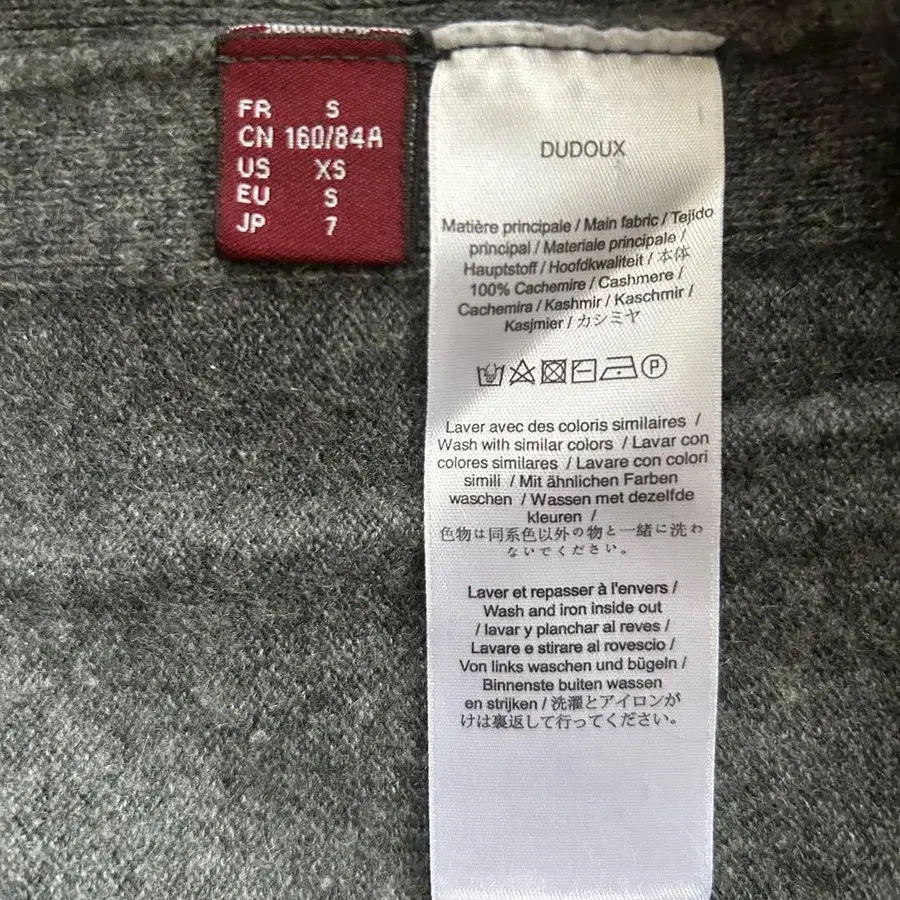 FR S
CN 160/84A
US XS
EU S
JP 7
DUDOUX
Matière principale / Main fabric / Tejido
principal / Materiale principale /
Hauptstoff / Hoofdkwaliteit / 本体
100% Cachemire / Cashmere /
Cachemira / Kashmir / Kaschmir /
Kasjmier / カシミヤ
P
Laver avec des coloris similaires /
Wash with similar colors / Lavar con
colores similares / Lavare con colori
simili / Mit ähnlichen Farben
waschen / Wassen met dezelfde
kleuren /
色物は同系色以外の物と一緒に洗わ
ないでください。
Laver et repasser à l'envers /
Wash and iron inside out
/ lavar y planchar al reves /
Lavare e stirare al rovescio /
Von links waschen und bügeln /
Binnenste buiten wassen
en strijken / 洗濯とアイロンが
けは裏返して行ってください。